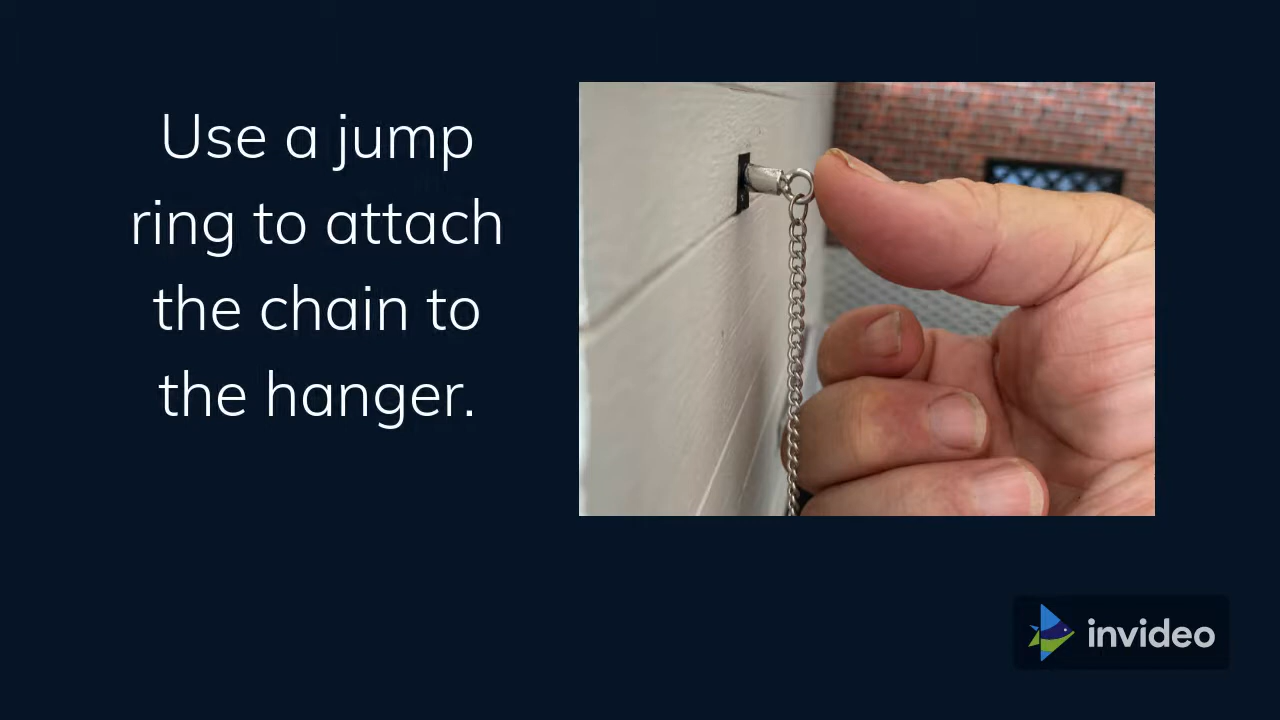 Use a jump
ring to attach
the chain to
the hanger.
invideo